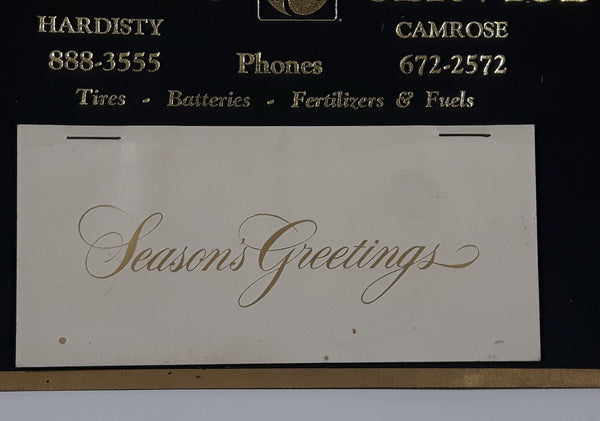 HARDISTY CAMROSE
888-3555 Phones 672-2572
Tires - Batteries - Fertilizers & Fuels
Season's Greetings